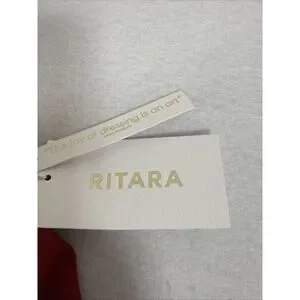 "The joy of dressing is an art"
RITARA